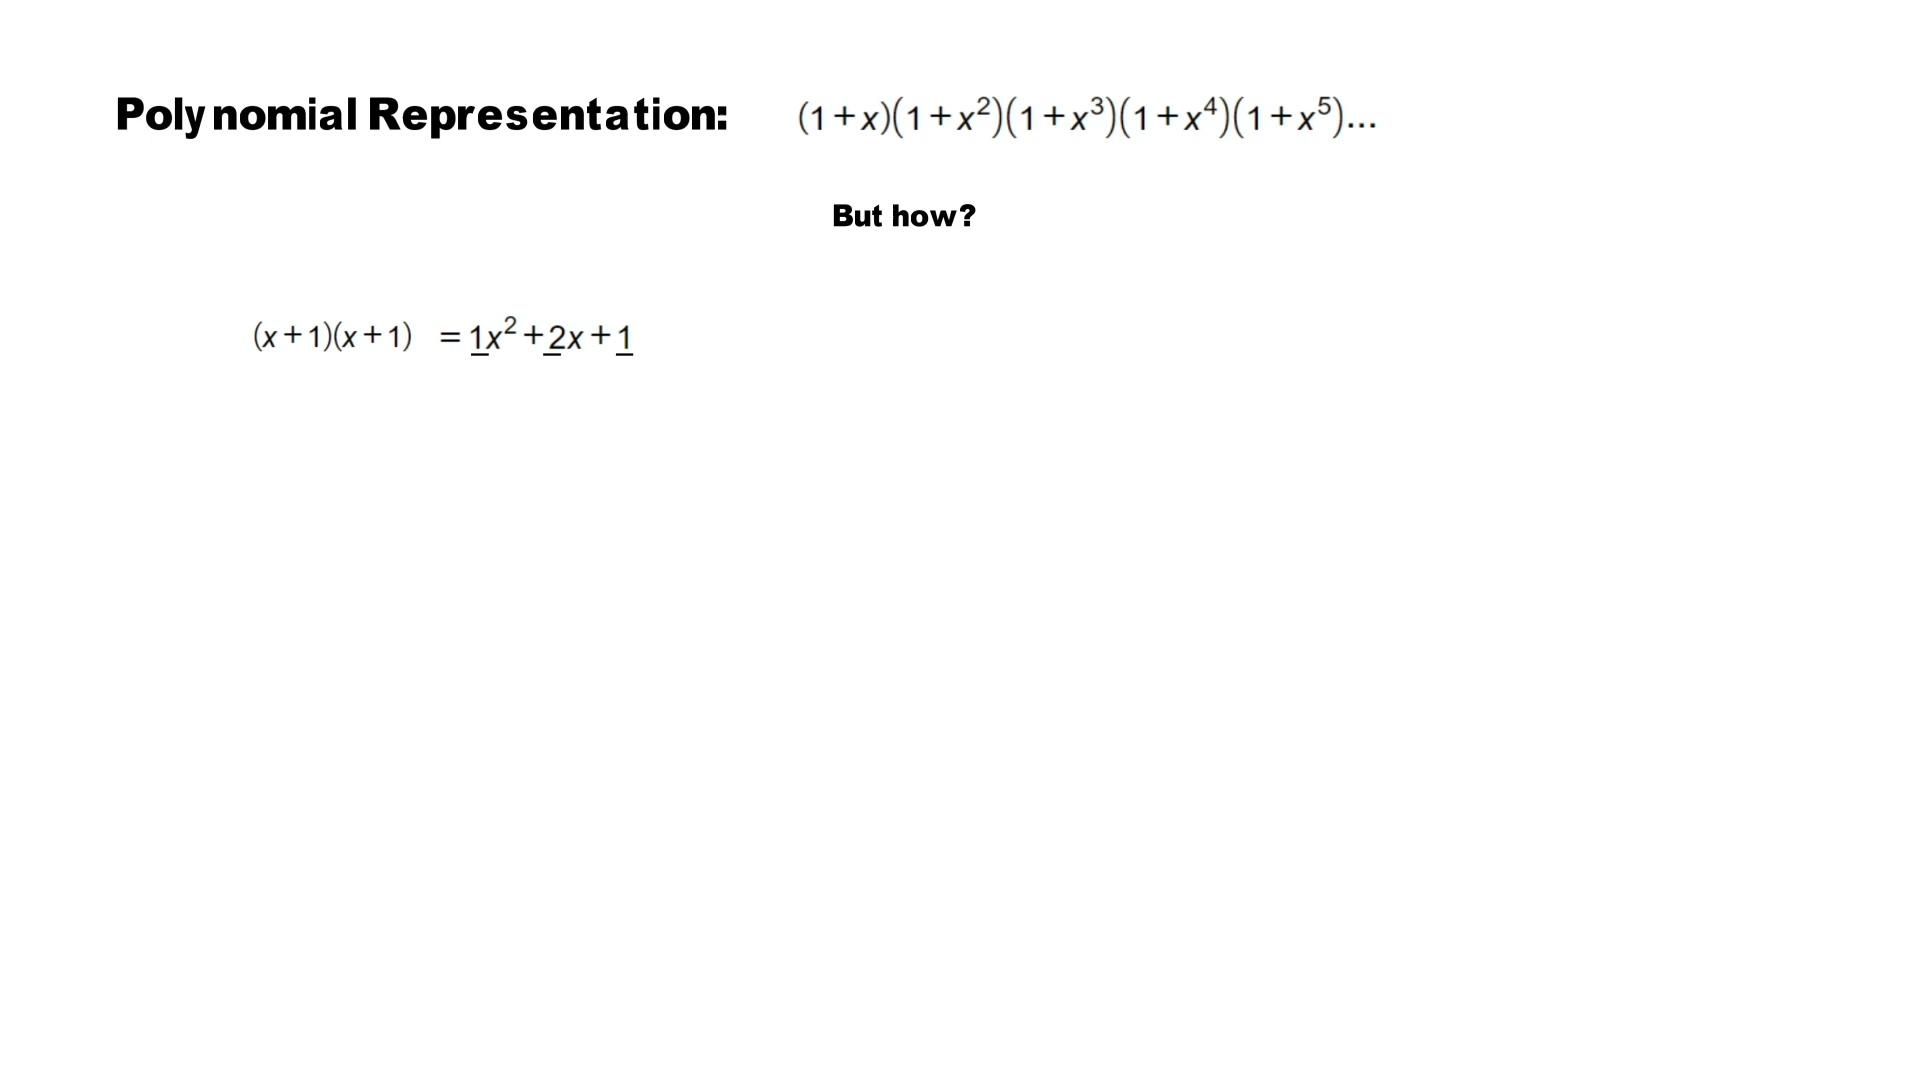 Polynomial Representation: (1+x)(1+x²)(1+x³)(1+x⁴)(1+x⁵)...
But how?
(x+1)(x+1) = 1x²+2x+1